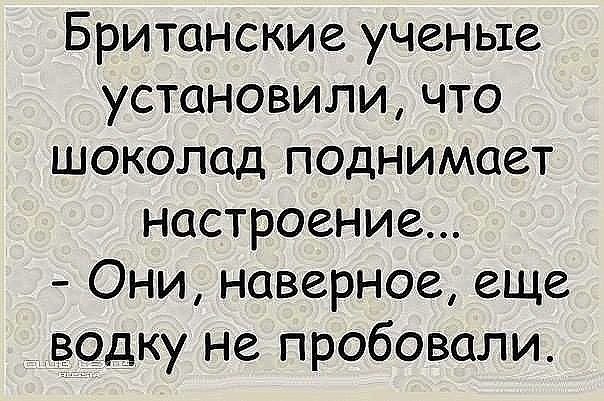 Британские ученые
установили, что
шоколад поднимает
настроение...
- Они, наверное, еще
водку не пробовали.